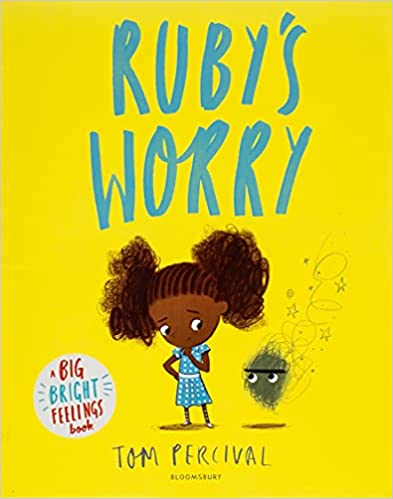 RUBY'S
WORRY
A BIG
BRIGHT
FEELINGS
book
TOM PERCIVAL
BLOOMSBURY